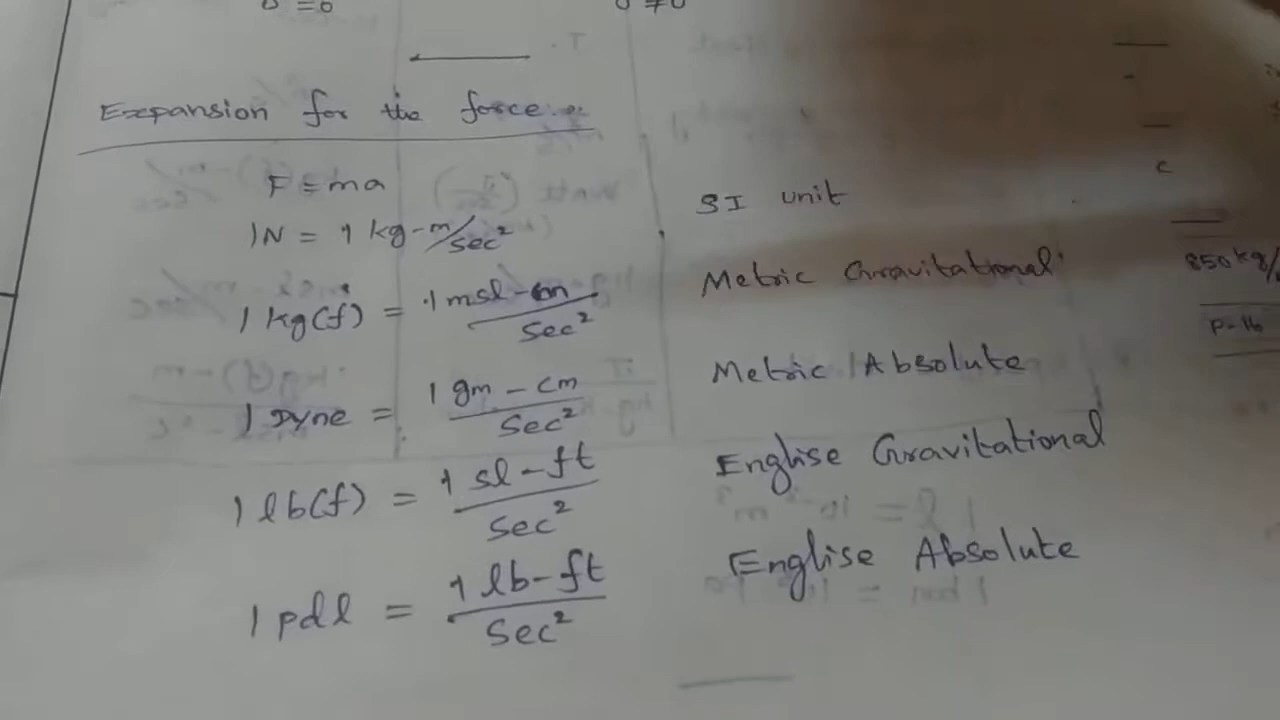 Expansion for the force :-
F = ma
1N = 1 kg-m/sec² SI unit
1 kg(f) = 1 msl-m/sec² Metric Gravitational
1 Dyne = 1 gm-cm/sec² Metric Absolute
1 lb(f) = 1 sl-ft/sec² Englise Gravitational
1 pdl = 1 lb-ft/sec² Englise Absolute
850 kg/